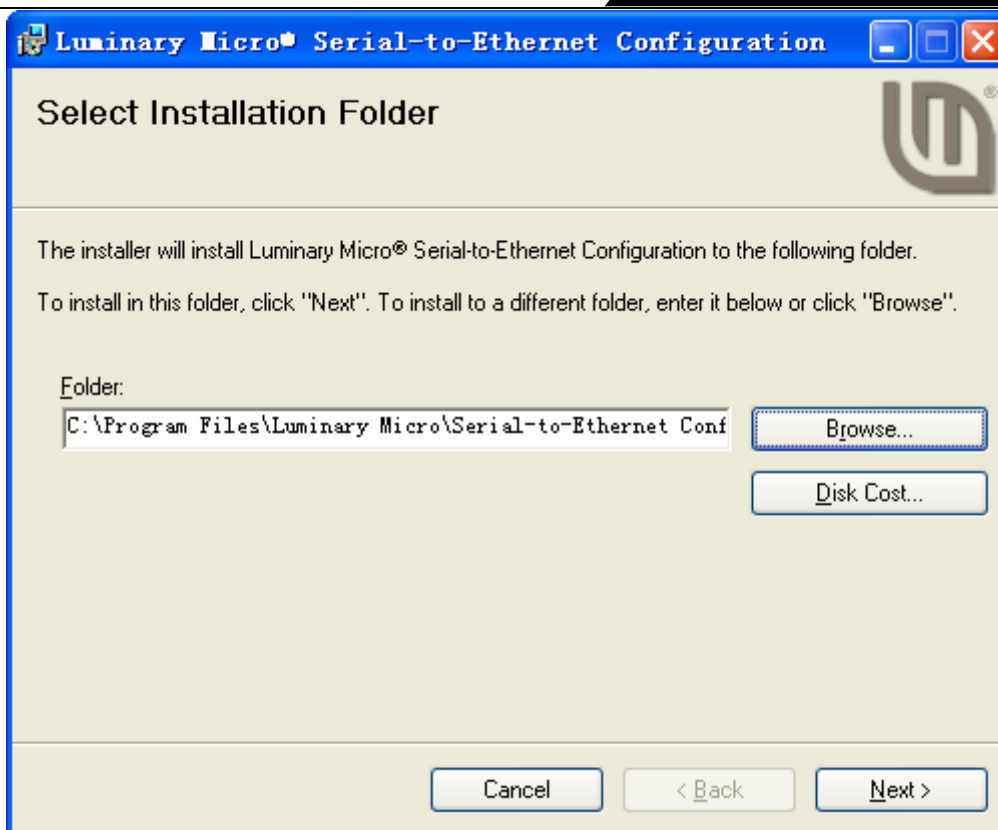 Luminary Micro® Serial-to-Ethernet Configuration
Select Installation Folder
®
The installer will install Luminary Micro® Serial-to-Ethernet Configuration to the following folder.
To install in this folder, click "Next". To install to a different folder, enter it below or click "Browse".
Folder:
C:\Program Files\Luminary Micro\Serial-to-Ethernet Conf
Browse...
Disk Cost...
Cancel
< Back
Next >